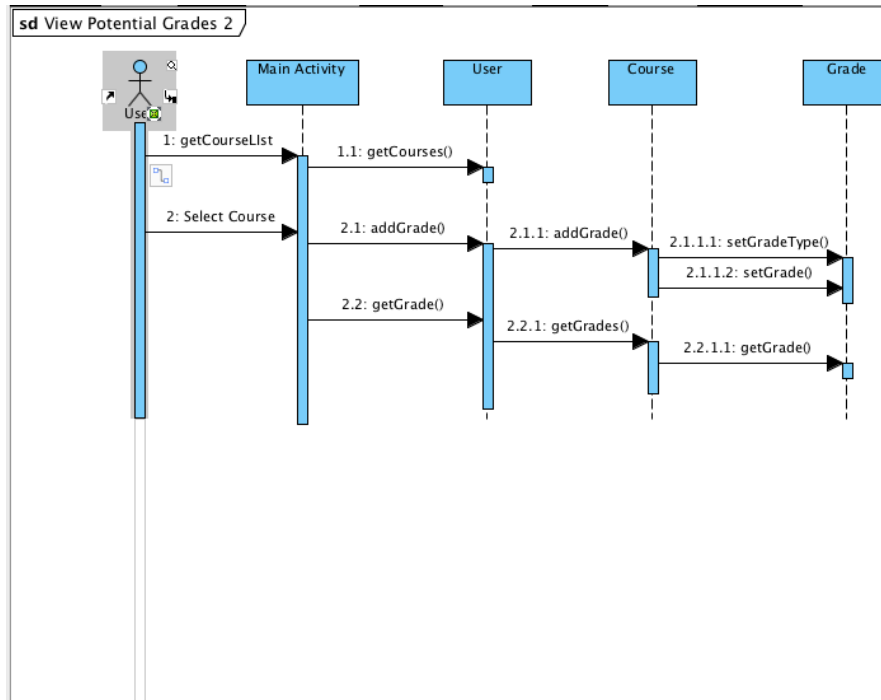 sd View Potential Grades 2
Main Activity
User
Course
Grade
1: getCourseLIst
1.1: getCourses()
2: Select Course
2.1: addGrade()
2.1.1: addGrade()
2.1.1.1: setGradeType()
2.1.1.2: setGrade()
2.2: getGrade()
2.2.1: getGrades()
2.2.1.1: getGrade()